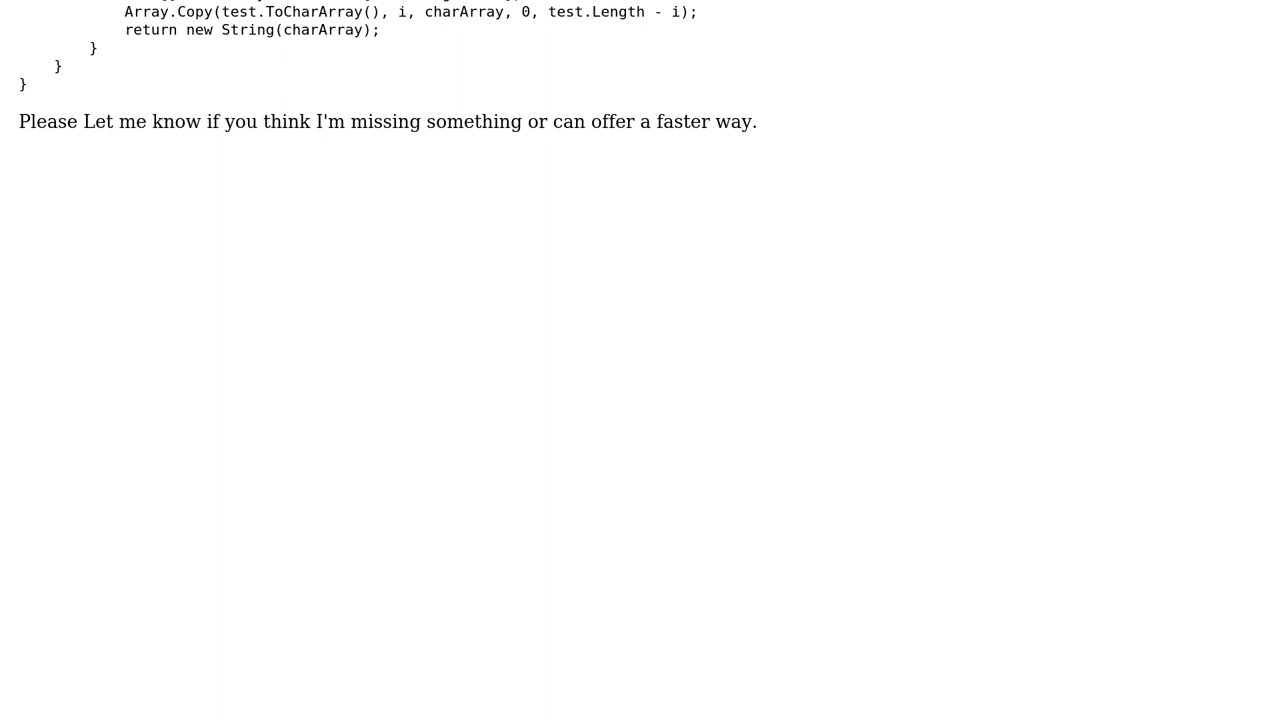 Array.Copy(test.ToCharArray(), i, charArray, 0, test.Length - i);
return new String(charArray);
}
}
}
Please Let me know if you think I'm missing something or can offer a faster way.